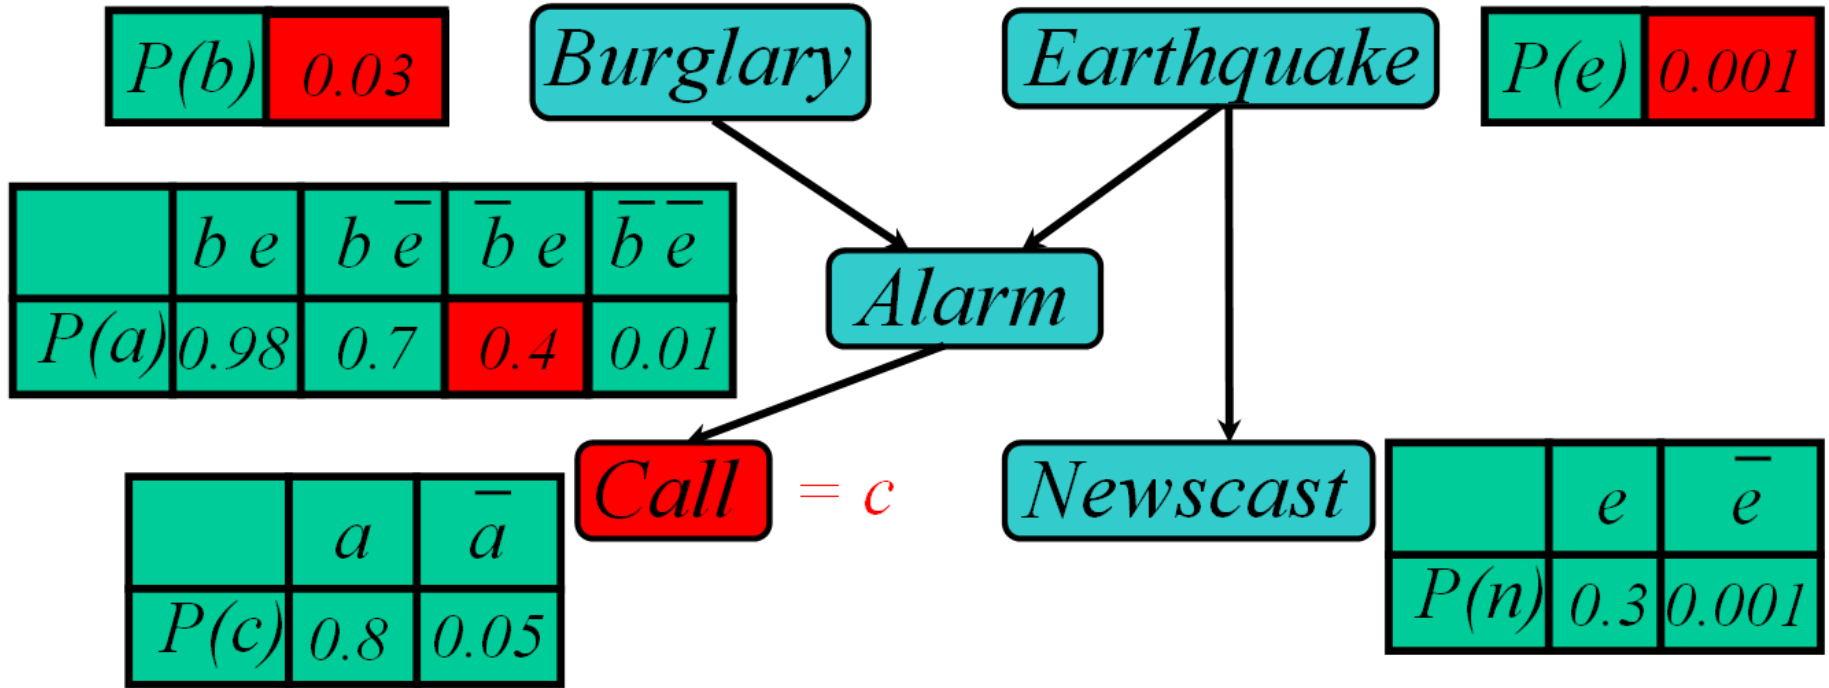 P(b) 0.03
Burglary
Earthquake
P(e) 0.001
b e b e̅ b̅ e b̅ e̅
P(a) 0.98 0.7 0.4 0.01
Alarm
Call = c
Newscast
a a̅
P(c) 0.8 0.05
e e̅
P(n) 0.3 0.001